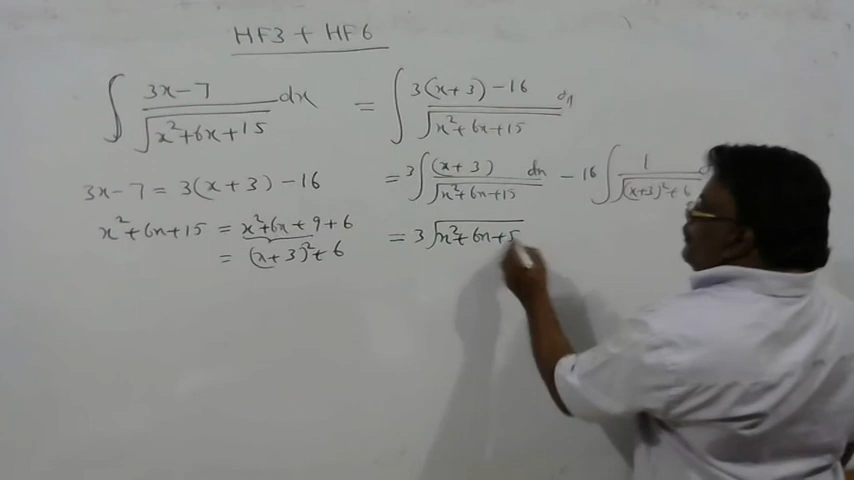 HF3 + HF6
∫ (3x-7)/√(x²+6x+15) dx = ∫ (3(x+3)-16)/√(x²+6x+15) dx
3x-7 = 3(x+3)-16 = 3∫ (x+3)/√(x²+6x+15) dx - 16∫ 1/√((x+3)²+6
x²+6x+15 = x²+6x+9+6 = 3√(x²+6x+5
= (x+3)²+6